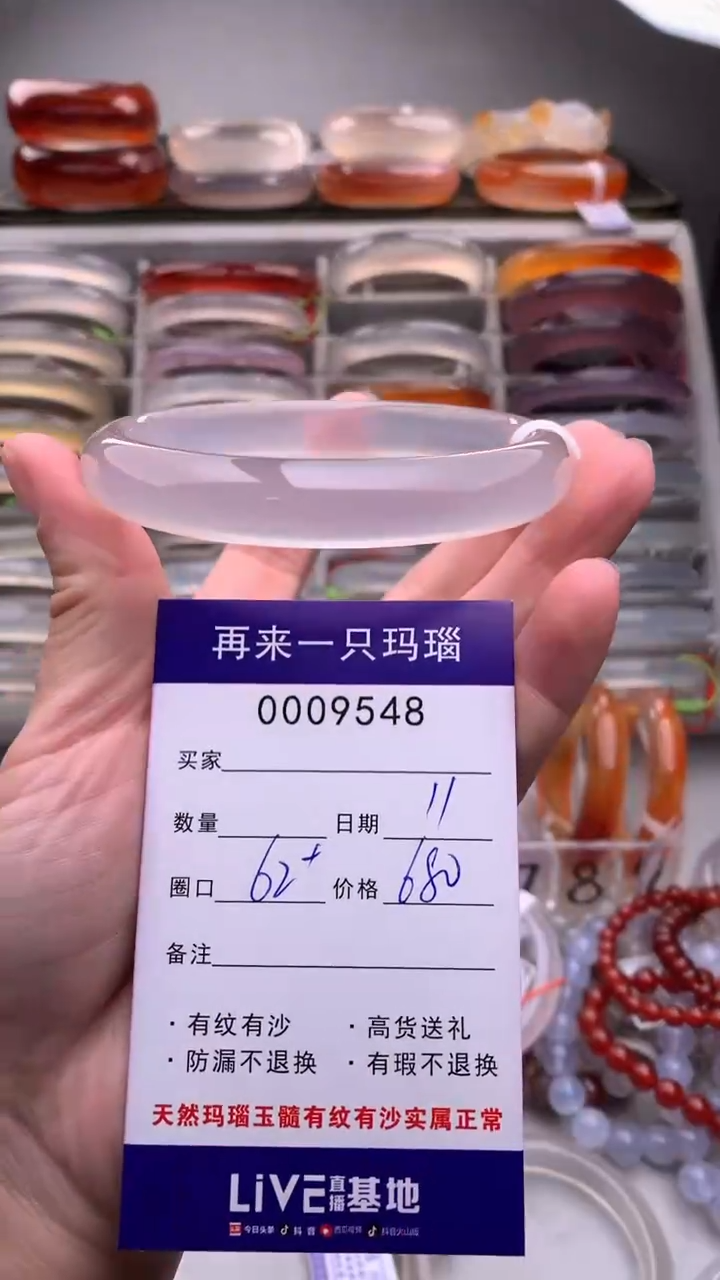 再来一只玛瑙
0009548
买家
数量 日期 11
圈口 62+ 价格 680
备注
·有纹有沙 ·高货送礼
·防漏不退换 ·有瑕不退换
天然玛瑙玉髓有纹有沙实属正常
LiVE直播基地
今日头条 抖音 西瓜视频 抖音火山版
8